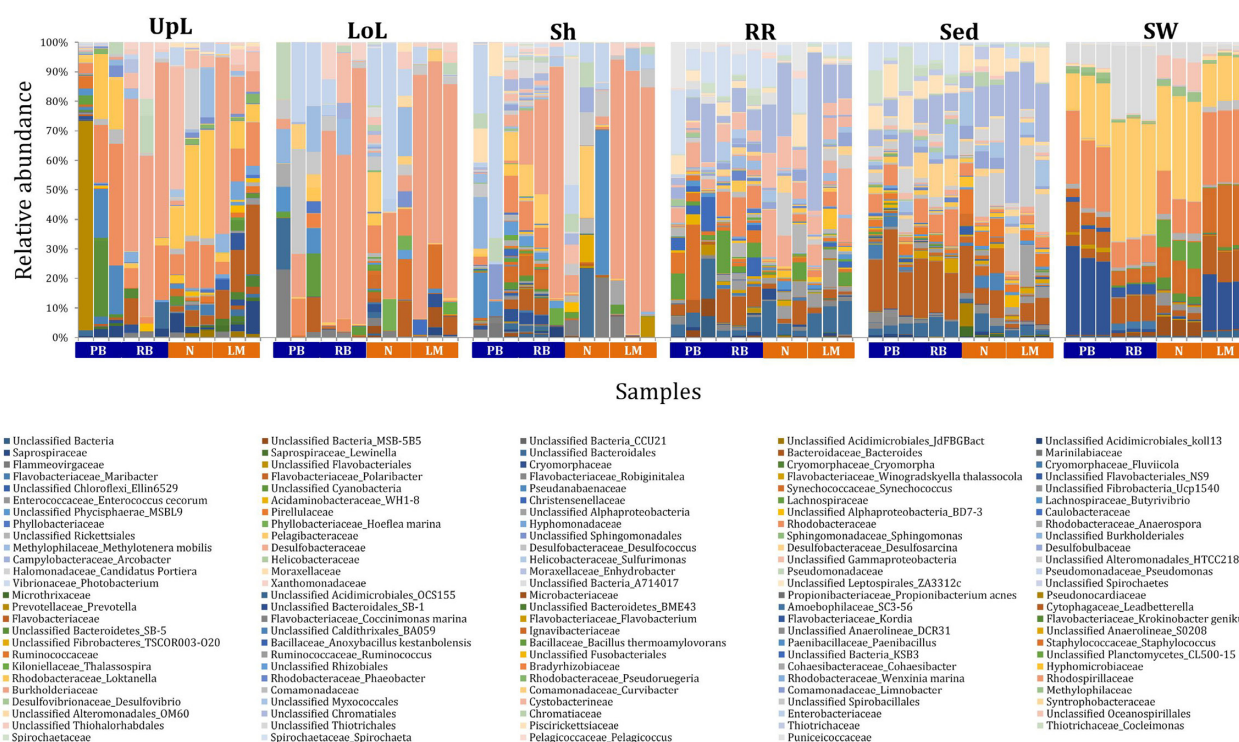 UpL LoL Sh RR Sed SW
100%
90%
80%
70%
60%
50%
40%
30%
20%
10%
0%
Relative abundance
PB RB N LM PB RB N LM PB RB N LM PB RB N LM PB RB N LM PB RB N LM
Samples
Unclassified Bacteria Unclassified Bacteria_MSB-5B5 Unclassified Bacteria_CCU21 Unclassified Acidimicrobiales_JdFBGBact Unclassified Acidimicrobiales_koll13
Saprospiraceae Saprospiraceae_Lewinella Unclassified Bacteroidales Bacteroidaceae_Bacteroides Marinilabiaceae
Flammeovirgaceae Unclassified Flavobacteriales Cryomorphaceae Cryomorphaceae_Cryomorpha Cryomorphaceae_Fluviicola
Flavobacteriaceae_Maribacter Flavobacteriaceae_Polaribacter Flavobacteriaceae_Robiginitalea Flavobacteriaceae_Winogradskyella thalassocola Unclassified Flavobacteriales_NS9
Unclassified Chloroflexi_Ellin6529 Unclassified Cyanobacteria Pseudanabaenaceae Synechococcaceae_Synechococcus Unclassified Fibrobacteria_Ucp1540
Enterococcaceae_Enterococcus cecorum Acidaminobacteraceae_WH1-8 Christensenellaceae Lachnospiraceae Lachnospiraceae_Butyrivibrio
Unclassified Phycisphaerae_MSBL9 Pirellulaceae Unclassified Alphaproteobacteria Unclassified Alphaproteobacteria_BD7-3 Caulobacteraceae
Phyllobacteriaceae Phyllobacteriaceae_Hoeflea marina Hyphomonadaceae Rhodobacteraceae Rhodobacteraceae_Anaerospora
Unclassified Rickettsiales Pelagibacteraceae Unclassified Sphingomonadales Sphingomonadaceae_Sphingomonas Unclassified Burkholderiales
Methylophilaceae_Methylotenera mobilis Desulfobacteraceae Desulfobacteraceae_Desulfococcus Desulfobacteraceae_Desulfosarcina Desulfobulbaceae
Campylobacteraceae_Arcobacter Helicobacteraceae Helicobacteraceae_Sulfurimonas Unclassified Gammaproteobacteria Unclassified Alteromonadales_HTCC218
Halomonadaceae_Candidatus Portiera Moraxellaceae Moraxellaceae_Enhydrobacter Pseudomonadaceae Pseudomonadaceae_Pseudomonas
Vibrionaceae_Photobacterium Xanthomonadaceae Unclassified Bacteria_A714017 Unclassified Leptospirales_ZA3312c Unclassified Spirochaetes
Microthrixaceae Unclassified Acidimicrobiales_OCS155 Microbacteriaceae Propionibacteriaceae_Propionibacterium acnes Pseudonocardiaceae
Prevotellaceae_Prevotella Unclassified Bacteroidales_SB-1 Unclassified Bacteroidetes_BME43 Amoebophilaceae_SC3-56 Cytophagaceae_Leadbetterella
Flavobacteriaceae Flavobacteriaceae_Coccinimonas marina Flavobacteriaceae_Flavobacterium Flavobacteriaceae_Kordia Flavobacteriaceae_Krokinobacter geniku
Unclassified Bacteroidetes_SB-5 Unclassified Caldithrixales_BA059 Ignavibacteriaceae Unclassified Anaerolineae_DCR31 Unclassified Anaerolineae_S0208
Unclassified Fibrobacteres_TSCOR003-O20 Bacillaceae_Anoxybacillus kestanbolensis Bacillaceae_Bacillus thermoamylovorans Paenibacillaceae_Paenibacillus Staphylococcaceae_Staphylococcus
Ruminococcaceae Ruminococcaceae_Ruminococcus Unclassified Fusobacteriales Unclassified Bacteria_KSB3 Unclassified Planctomycetes_CL500-15
Kiloniellaceae_Thalassospira Unclassified Rhizobiales Bradyrhizobiaceae Cohaesibacteraceae_Cohaesibacter Hyphomicrobiaceae
Rhodobacteraceae_Loktanella Rhodobacteraceae_Phaeobacter Rhodobacteraceae_Pseudoruegeria Rhodobacteraceae_Wenxinia marina Rhodospirillaceae
Burkholderiaceae Comamonadaceae Comamonadaceae_Curvibacter Comamonadaceae_Limnobacter Methylophilaceae
Desulfovibrionaceae_Desulfovibrio Unclassified Myxococcales Cystobacterineae Unclassified Spirobacillales Syntrophobacteraceae
Unclassified Alteromonadales_OM60 Unclassified Chromatiales Chromatiaceae Enterobacteriaceae Unclassified Oceanospirillales
Unclassified Thiohalorhabdales Unclassified Thiotrichales Piscirickettsiaceae Thiotrichaceae Thiotrichaceae_Cocleimonas
Spirochaetaceae Spirochaetaceae_Spirochaeta Pelagicoccaceae_Pelagicoccus Puniceicoccaceae